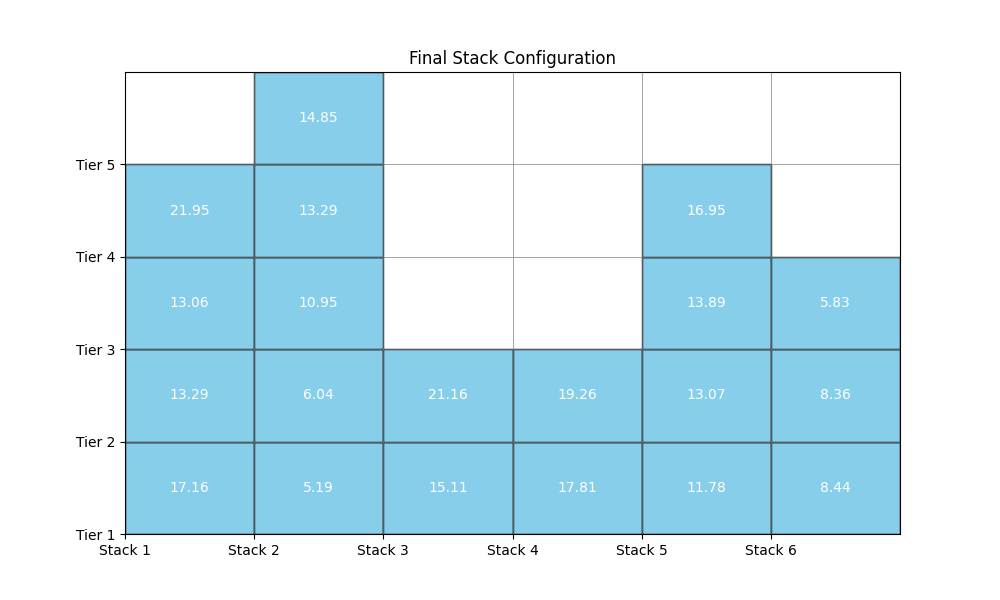 Final Stack Configuration
14.85
Tier 5
21.95 13.29 16.95
Tier 4
13.06 10.95 13.89 5.83
Tier 3
13.29 6.04 21.16 19.26 13.07 8.36
Tier 2
17.16 5.19 15.11 17.81 11.78 8.44
Tier 1
Stack 1 Stack 2 Stack 3 Stack 4 Stack 5 Stack 6